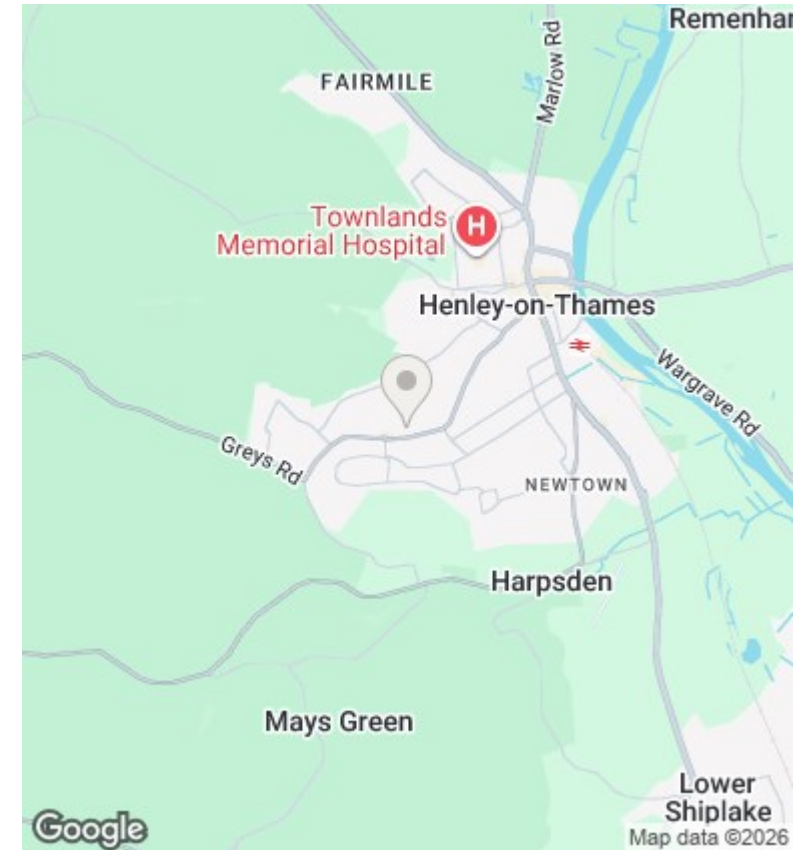 Remenhar
Marlow Rd
FAIRMILE
Townlands
Memorial Hospital
H
Henley-on-Thames
Wargrave Rd
Greys Rd
NEWTOWN
Harpsden
Mays Green
Lower
Shiplake
Google
Map data ©2026